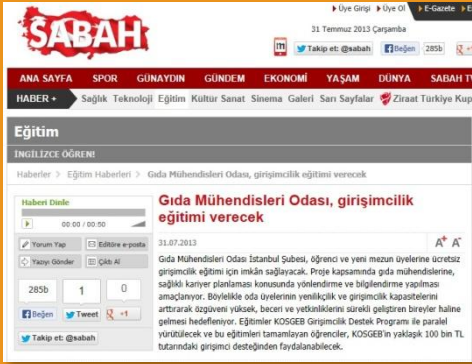 Üye Girişi Üye Ol E-Gazete
31 Temmuz 2013 Çarşamba
SABAH
m Takip et: @sabah Beğen 285b
ANA SAYFA SPOR GÜNAYDIN GÜNDEM EKONOMİ YAŞAM DÜNYA SABAH TV
HABER + Sağlık Teknoloji Eğitim Kültür Sanat Sinema Galeri Sarı Sayfalar Ziraat Türkiye Kup
Eğitim
İNGİLİZCE ÖĞREN!
Haberler > Eğitim Haberleri > Gıda Mühendisleri Odası, girişimcilik eğitimi verecek
Haberi Dinle
00:00 / 00:50
Yorum Yap Editöre e-posta
Yazıyı Gönder Çıktı Al
285b 1 0
Beğen Tweet +1
Takip et: @sabah
Gıda Mühendisleri Odası, girişimcilik
eğitimi verecek
31.07.2013 A+ A-
Gıda Mühendisleri Odası İstanbul Şubesi, öğrenci ve yeni mezun üyelerine ücretsiz
girişimcilik eğitimi için imkân sağlayacak. Proje kapsamında gıda mühendislerine,
sağlıklı kariyer planlaması konusunda yönlendirme ve bilgilendirme yapılması
amaçlanıyor. Böylelikle oda üyelerinin yenilikçilik ve girişimcilik kapasitelerini
arttırarak özgüveni yüksek, beceri ve yetkinliklerini sürekli geliştiren bireyler haline
gelmesi hedefleniyor. Eğitimler KOSGEB Girişimcilik Destek Programı ile paralel
yürütülecek ve bu eğitimleri tamamlayan öğrenciler, KOSGEB'in yaklaşık 100 bin TL
tutarındaki girişimci desteğinden faydalanabilecek.